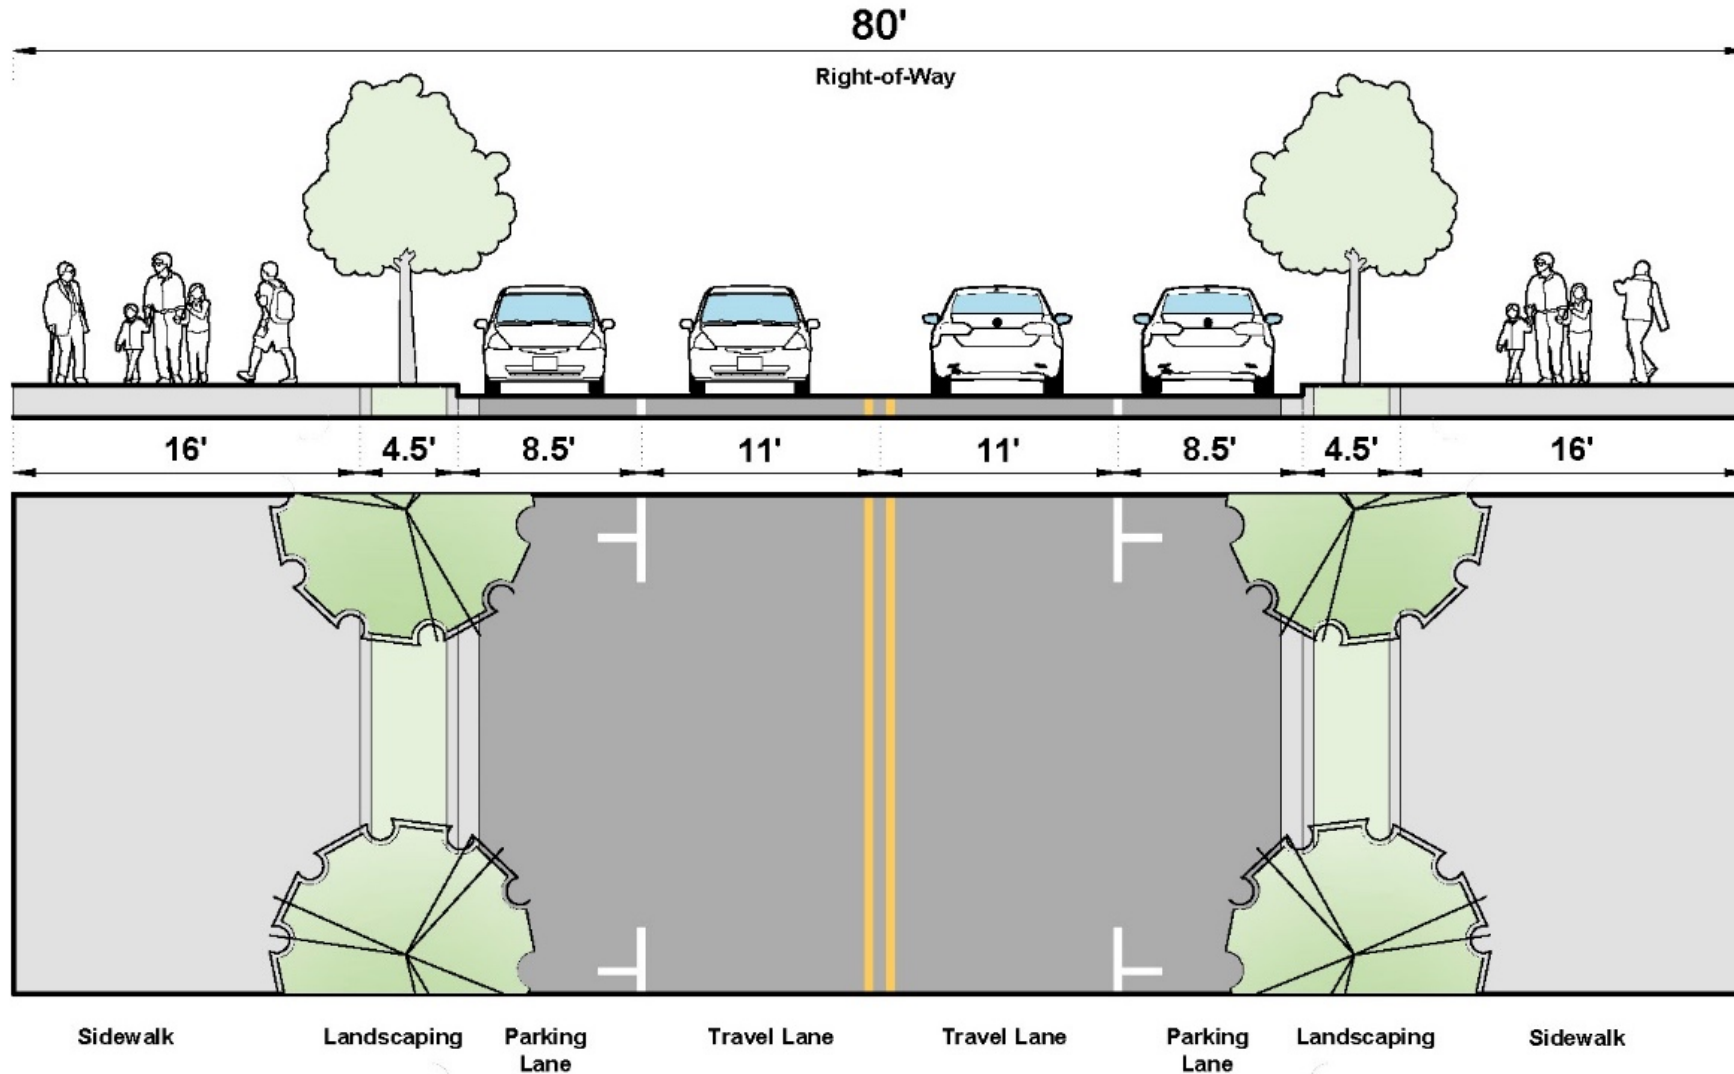 80'
Right-of-Way
16' 4.5' 8.5' 11' 11' 8.5' 4.5' 16'
Sidewalk Landscaping Parking Travel Lane Travel Lane Parking Landscaping Sidewalk
Lane Lane